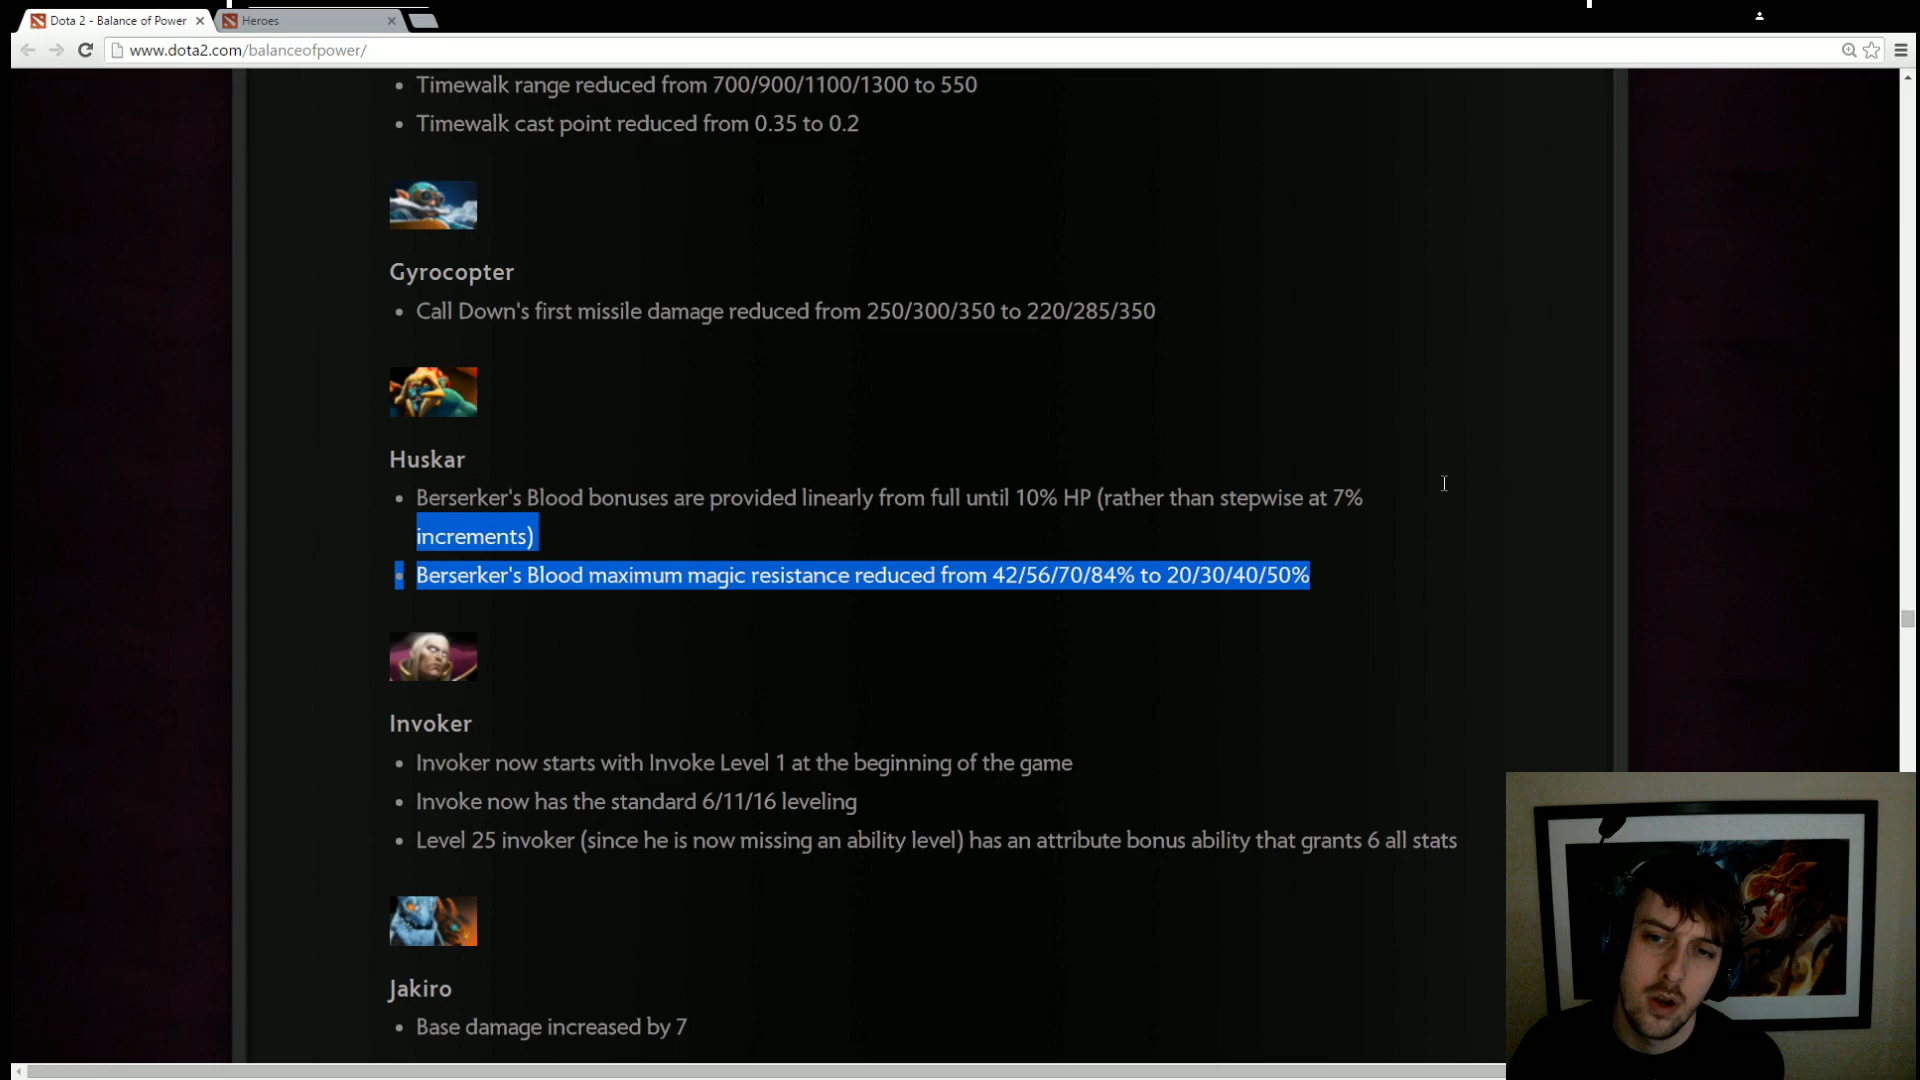 Dota 2 - Balance of Power
Heroes
www.dota2.com/balanceofpower/
Timewalk range reduced from 700/900/1100/1300 to 550
Timewalk cast point reduced from 0.35 to 0.2
Gyrocopter
Call Down's first missile damage reduced from 250/300/350 to 220/285/350
Huskar
Berserker's Blood bonuses are provided linearly from full until 10% HP (rather than stepwise at 7%
increments)
Berserker's Blood maximum magic resistance reduced from 42/56/70/84% to 20/30/40/50%
Invoker
Invoker now starts with Invoke Level 1 at the beginning of the game
Invoke now has the standard 6/11/16 leveling
Level 25 invoker (since he is now missing an ability level) has an attribute bonus ability that grants 6 all stats
Jakiro
Base damage increased by 7